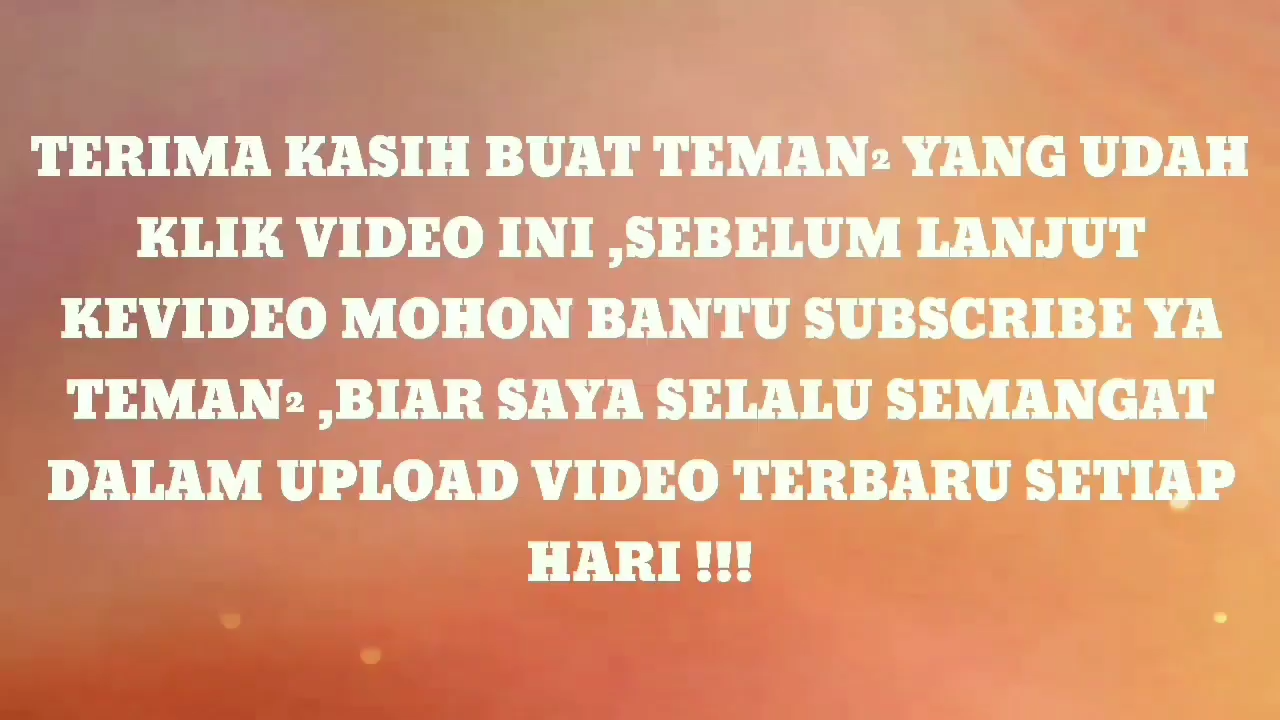 TERIMA KASIH BUAT TEMAN2 YANG UDAH
KLIK VIDEO INI ,SEBELUM LANJUT
KEVIDEO MOHON BANTU SUBSCRIBE YA
TEMAN2 ,BIAR SAYA SELALU SEMANGAT
DALAM UPLOAD VIDEO TERBARU SETIAP
HARI !!!